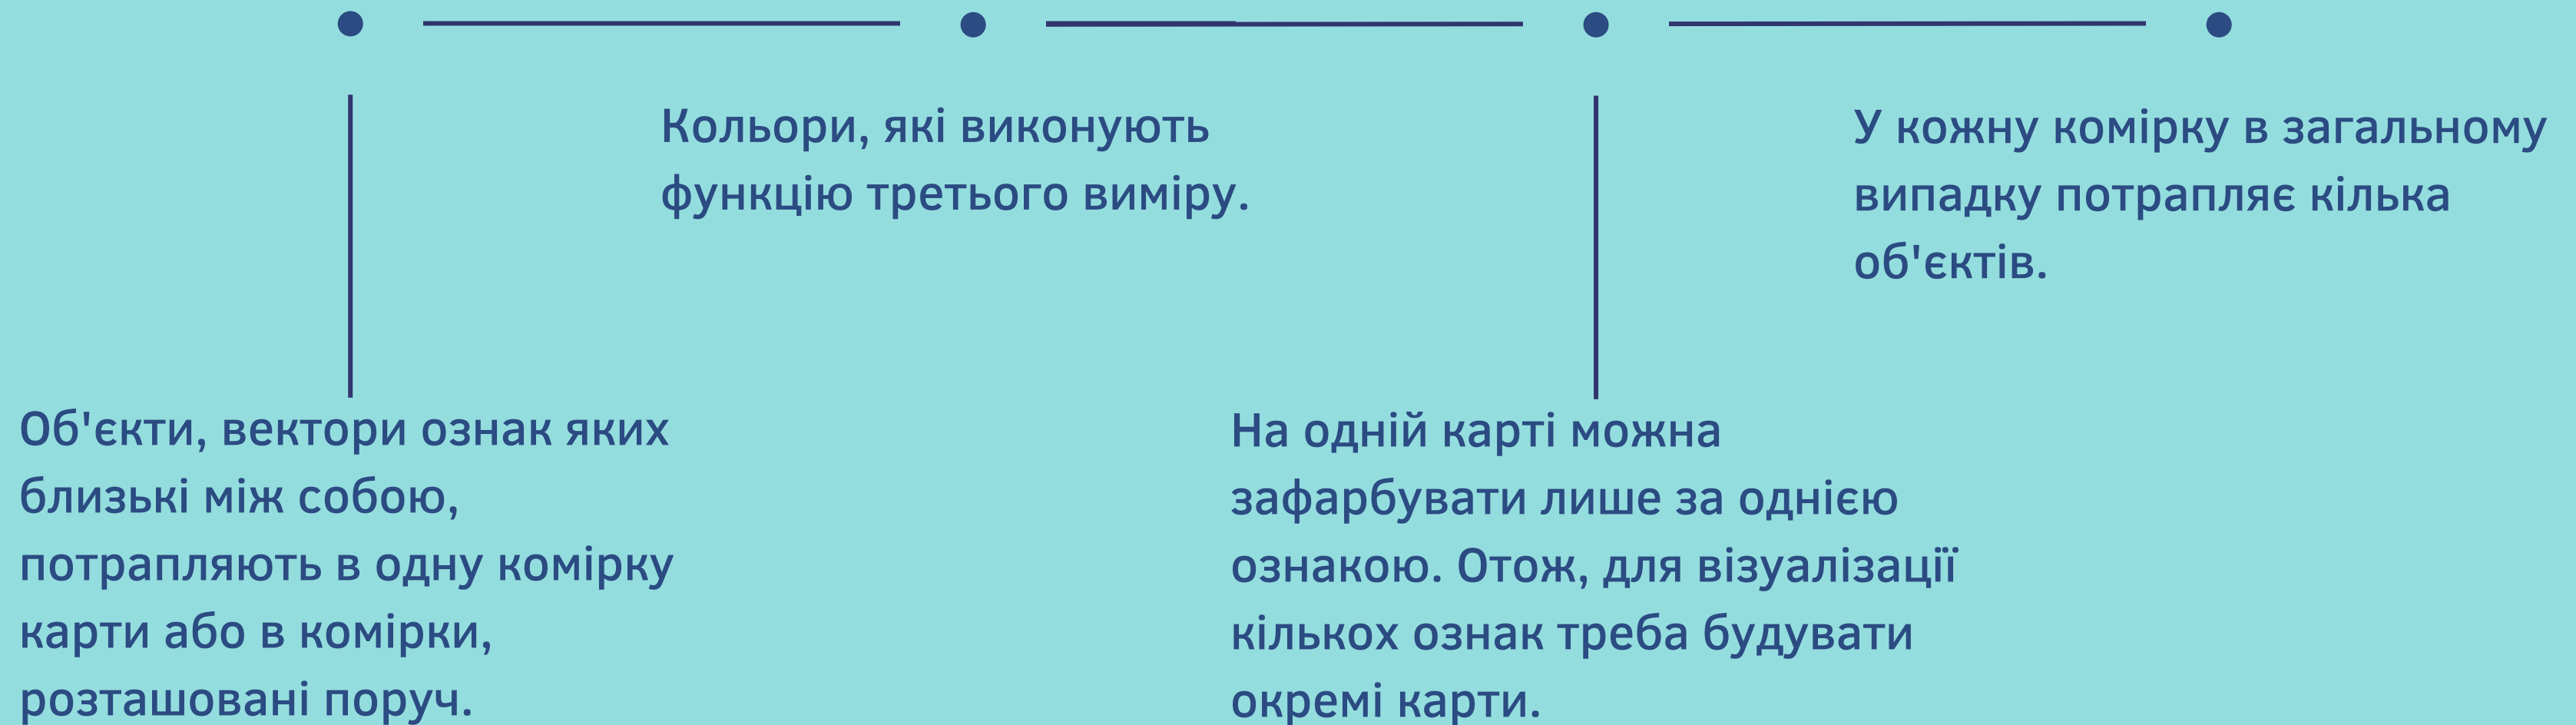 Об'єкти, вектори ознак яких
близькі між собою,
потрапляють в одну комірку
карти або в комірки,
розташовані поруч.
Кольори, які виконують
функцію третього виміру.
На одній карті можна
зафарбувати лише за однією
ознакою. Отож, для візуалізації
кількох ознак треба будувати
окремі карти.
У кожну комірку в загальному
випадку потрапляє кілька
об'єктів.